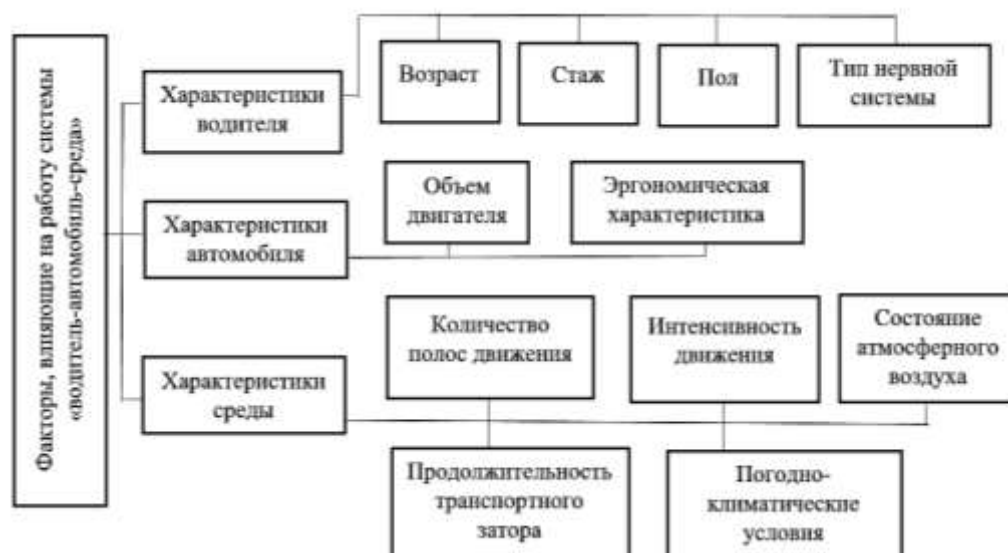 Факторы, влияющие на работу системы
«водитель-автомобиль-среда»
Характеристики
водителя
Возраст
Стаж
Пол
Тип нервной
системы
Характеристики
автомобиля
Объем
двигателя
Эргономическая
характеристика
Характеристики
среды
Количество
полос движения
Интенсивность
движения
Состояние
атмосферного
воздуха
Продолжительность
транспортного
затора
Погодно-
климатические
условия